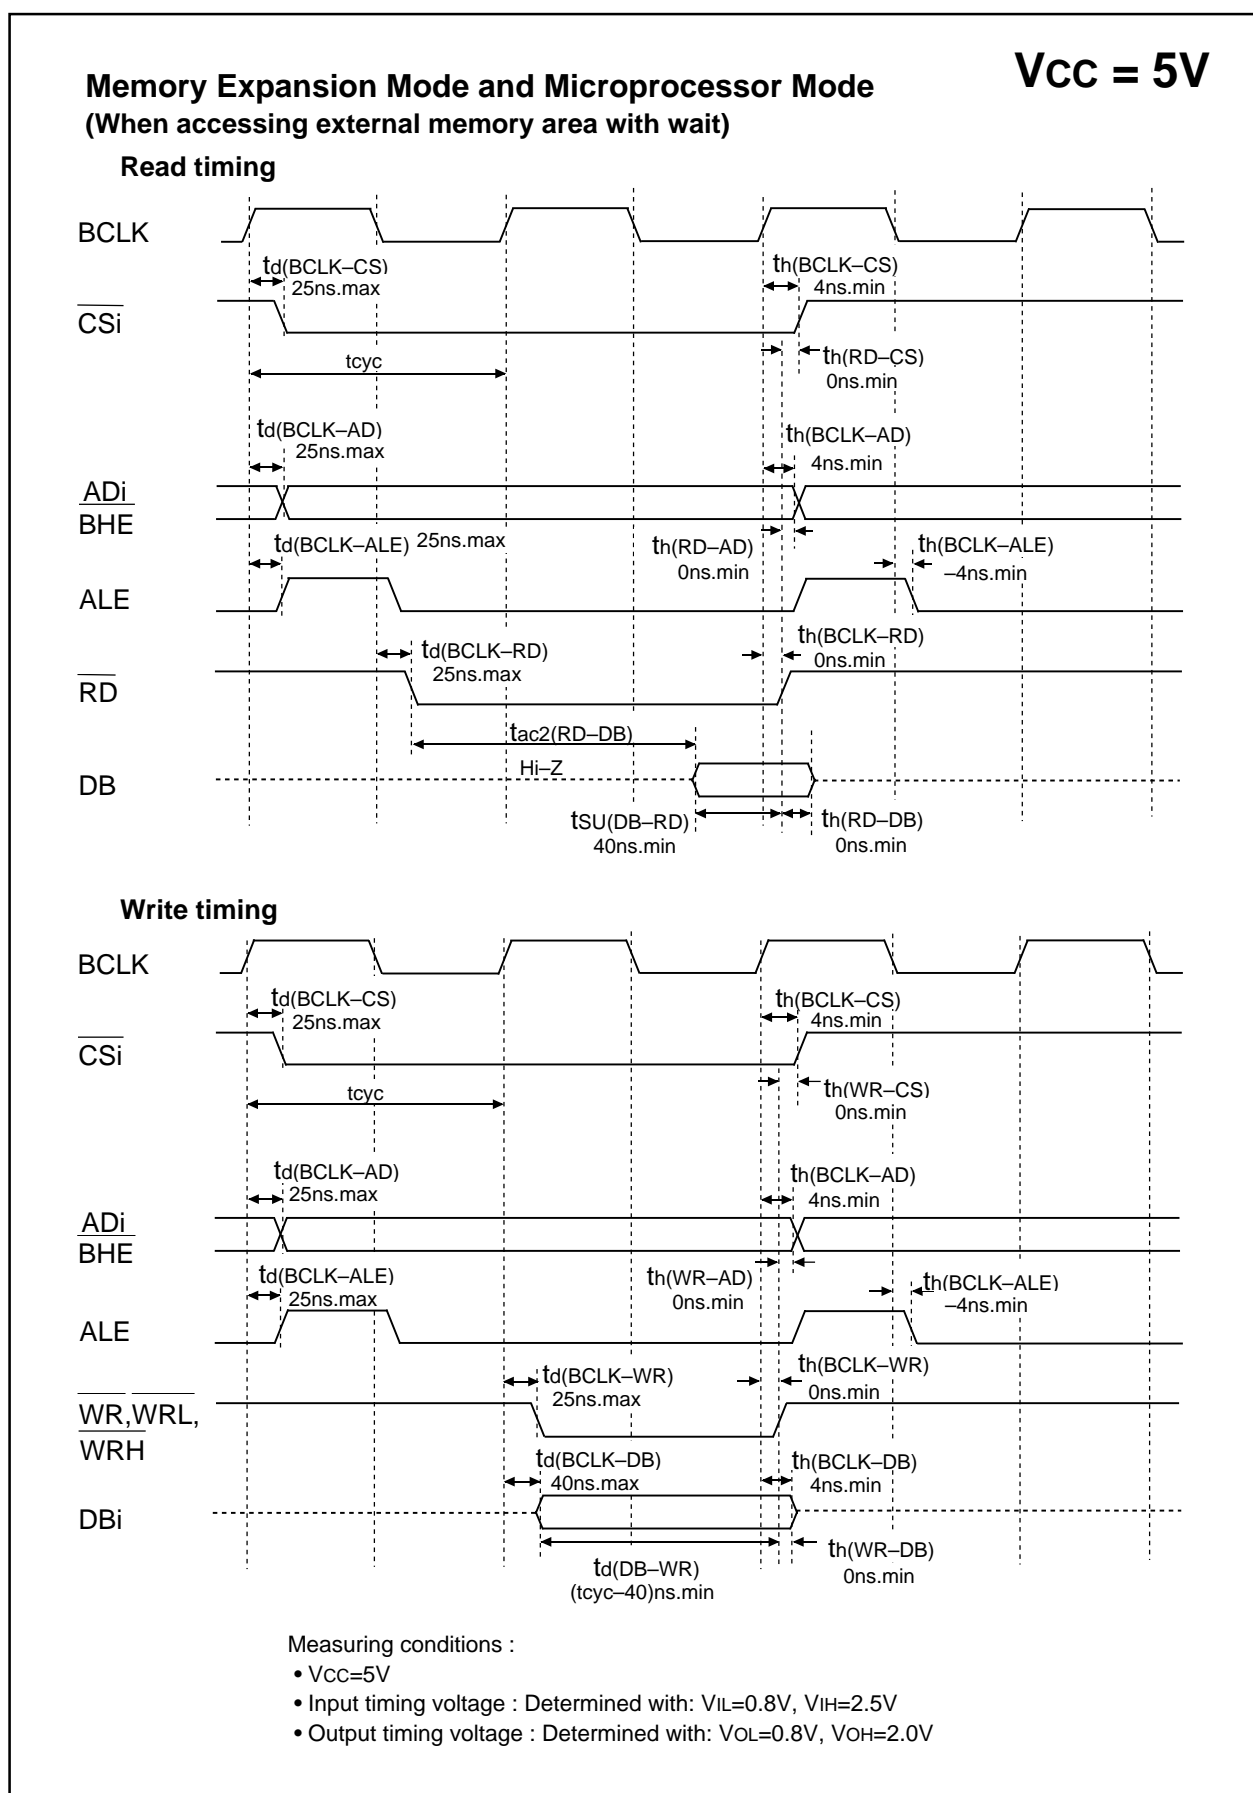 VCC = 5V
Memory Expansion Mode and Microprocessor Mode
(When accessing external memory area with wait)
Read timing
BCLK
td(BCLK–CS)
25ns.max
th(BCLK–CS)
4ns.min
CSi
th(RD–CS)
0ns.min
tcyc
td(BCLK–AD)
25ns.max
th(BCLK–AD)
4ns.min
ADi
BHE
td(BCLK–ALE) 25ns.max
th(RD–AD)
0ns.min
th(BCLK–ALE)
–4ns.min
ALE
td(BCLK–RD)
25ns.max
th(BCLK–RD)
0ns.min
RD
tac2(RD–DB)
Hi–Z
DB
tSU(DB–RD)
40ns.min
th(RD–DB)
0ns.min
Write timing
BCLK
td(BCLK–CS)
25ns.max
th(BCLK–CS)
4ns.min
CSi
th(WR–CS)
0ns.min
tcyc
td(BCLK–AD)
25ns.max
th(BCLK–AD)
4ns.min
ADi
BHE
td(BCLK–ALE)
25ns.max
th(WR–AD)
0ns.min
th(BCLK–ALE)
–4ns.min
ALE
td(BCLK–WR)
25ns.max
th(BCLK–WR)
0ns.min
WR,WRL,
WRH
td(BCLK–DB)
40ns.max
th(BCLK–DB)
4ns.min
DBi
td(DB–WR)
(tcyc–40)ns.min
th(WR–DB)
0ns.min
Measuring conditions :
• VCC=5V
• Input timing voltage : Determined with: VIL=0.8V, VIH=2.5V
• Output timing voltage : Determined with: VOL=0.8V, VOH=2.0V